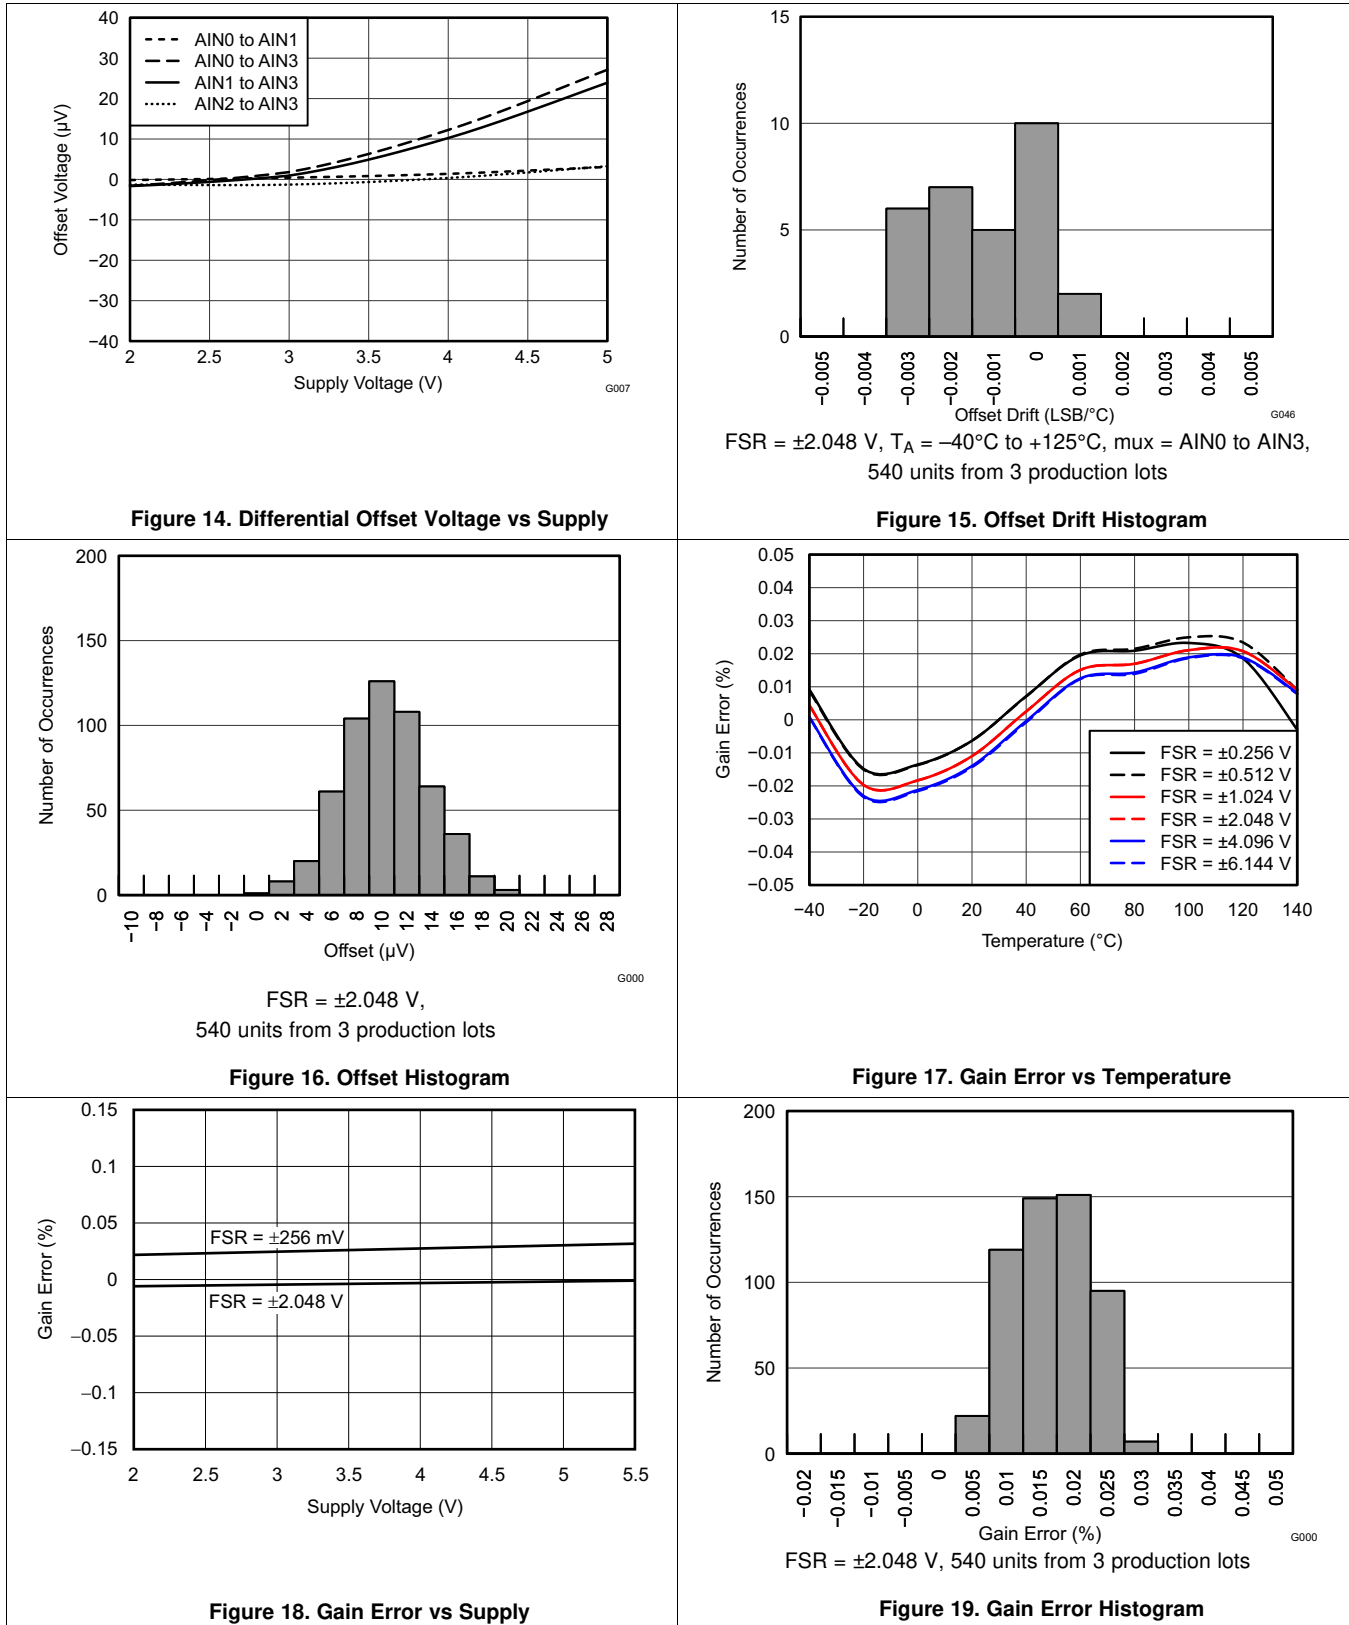 40
30
20
10
0
−10
−20
−30
−40
Offset Voltage (µV)
AIN0 to AIN1
AIN0 to AIN3
AIN1 to AIN3
AIN2 to AIN3
2 2.5 3 3.5 4 4.5 5
Supply Voltage (V)
G007
Figure 14. Differential Offset Voltage vs Supply
15
10
5
0
Number of Occurrences
−0.005 −0.004 −0.003 −0.002 −0.001 0 0.001 0.002 0.003 0.004 0.005
Offset Drift (LSB/°C)
G046
FSR = ±2.048 V, TA = –40°C to +125°C, mux = AIN0 to AIN3,
540 units from 3 production lots
Figure 15. Offset Drift Histogram
200
150
100
50
0
Number of Occurrences
−10 −8 −6 −4 −2 0 2 4 6 8 10 12 14 16 18 20 22 24 26 28
Offset (µV)
G000
FSR = ±2.048 V,
540 units from 3 production lots
Figure 16. Offset Histogram
0.05
0.04
0.03
0.02
0.01
0
−0.01
−0.02
−0.03
−0.04
−0.05
Gain Error (%)
FSR = ±0.256 V
FSR = ±0.512 V
FSR = ±1.024 V
FSR = ±2.048 V
FSR = ±4.096 V
FSR = ±6.144 V
−40 −20 0 20 40 60 80 100 120 140
Temperature (°C)
Figure 17. Gain Error vs Temperature
0.15
0.1
0.05
0
−0.05
−0.1
−0.15
Gain Error (%)
FSR = ±256 mV
FSR = ±2.048 V
2 2.5 3 3.5 4 4.5 5 5.5
Supply Voltage (V)
Figure 18. Gain Error vs Supply
200
150
100
50
0
Number of Occurrences
−0.02 −0.015 −0.01 −0.005 0 0.005 0.01 0.015 0.02 0.025 0.03 0.035 0.04 0.045 0.05
Gain Error (%)
G000
FSR = ±2.048 V, 540 units from 3 production lots
Figure 19. Gain Error Histogram